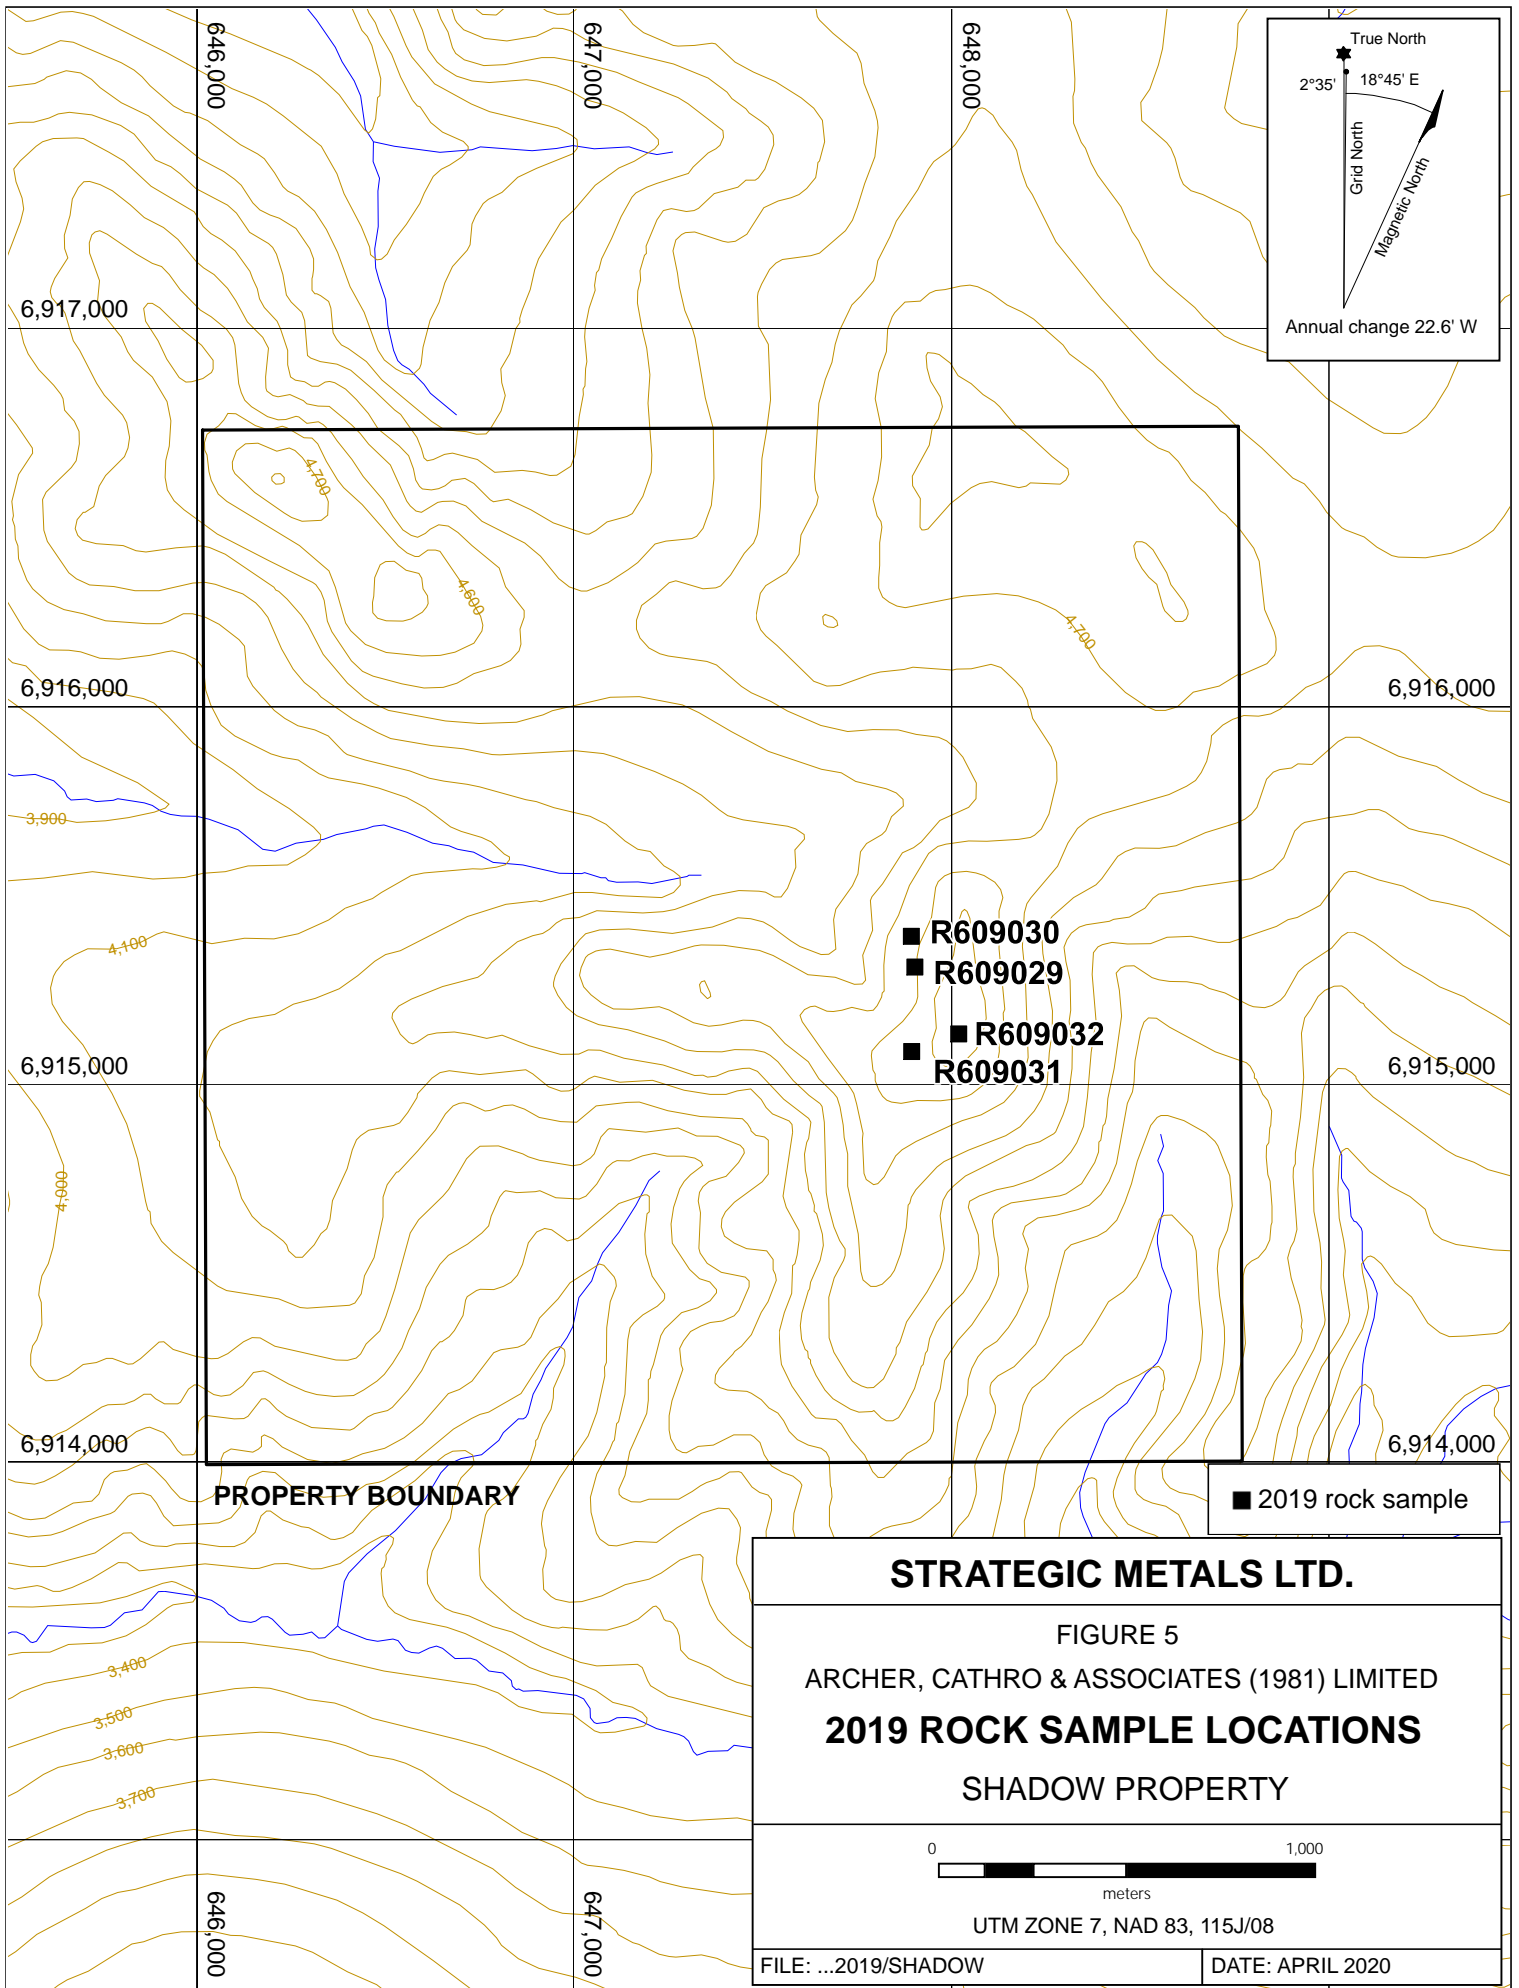 646,000
647,000
648,000
True North
2°35'
18°45' E
Grid North
Magnetic North
Annual change 22.6' W
6,917,000
4,700
4,600
4,700
6,916,000
6,916,000
3,900
4,100
R609030
R609029
R609032
R609031
6,915,000
6,915,000
4,000
6,914,000
6,914,000
PROPERTY BOUNDARY
2019 rock sample
STRATEGIC METALS LTD.
FIGURE 5
ARCHER, CATHRO & ASSOCIATES (1981) LIMITED
2019 ROCK SAMPLE LOCATIONS
SHADOW PROPERTY
3,400
3,500
3,600
3,700
0
1,000
meters
UTM ZONE 7, NAD 83, 115J/08
646,000
647,000
FILE: ...2019/SHADOW
DATE: APRIL 2020